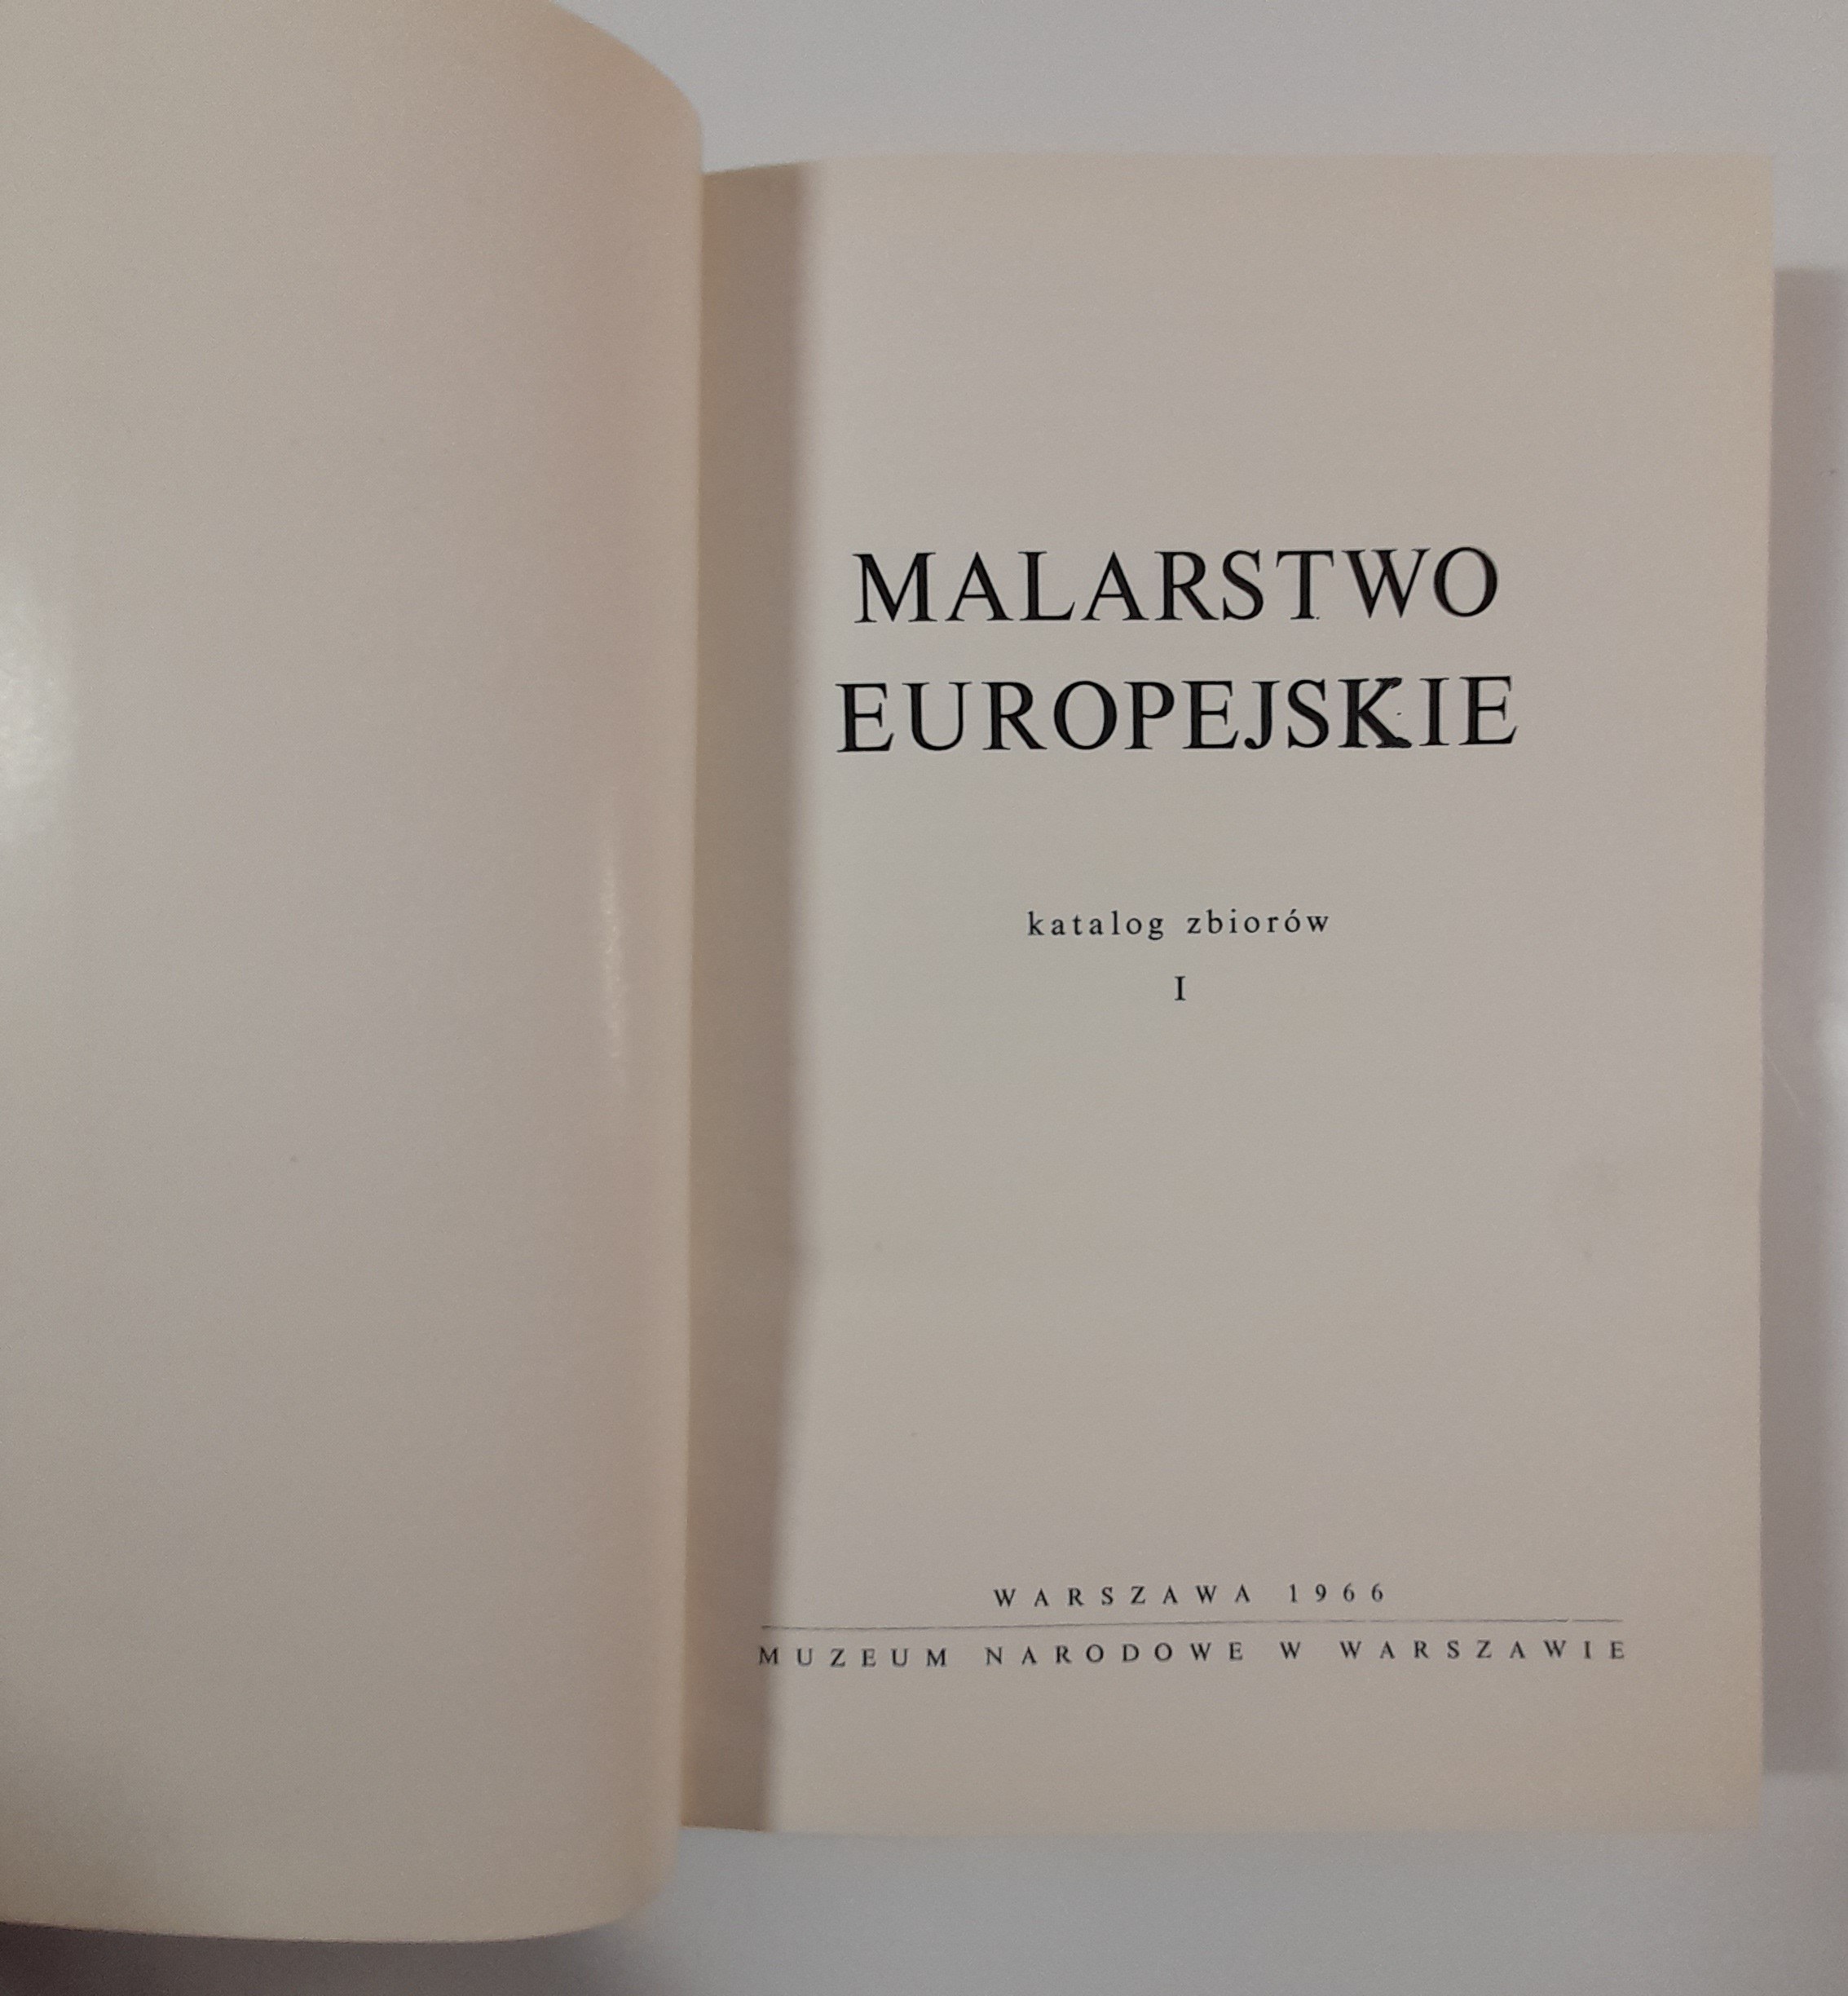 MALARSTWO
EUROPEJSKIE
katalog zbiorów
I
WARSZAWA 1966
MUZEUM NARODOWE W WARSZAWIE